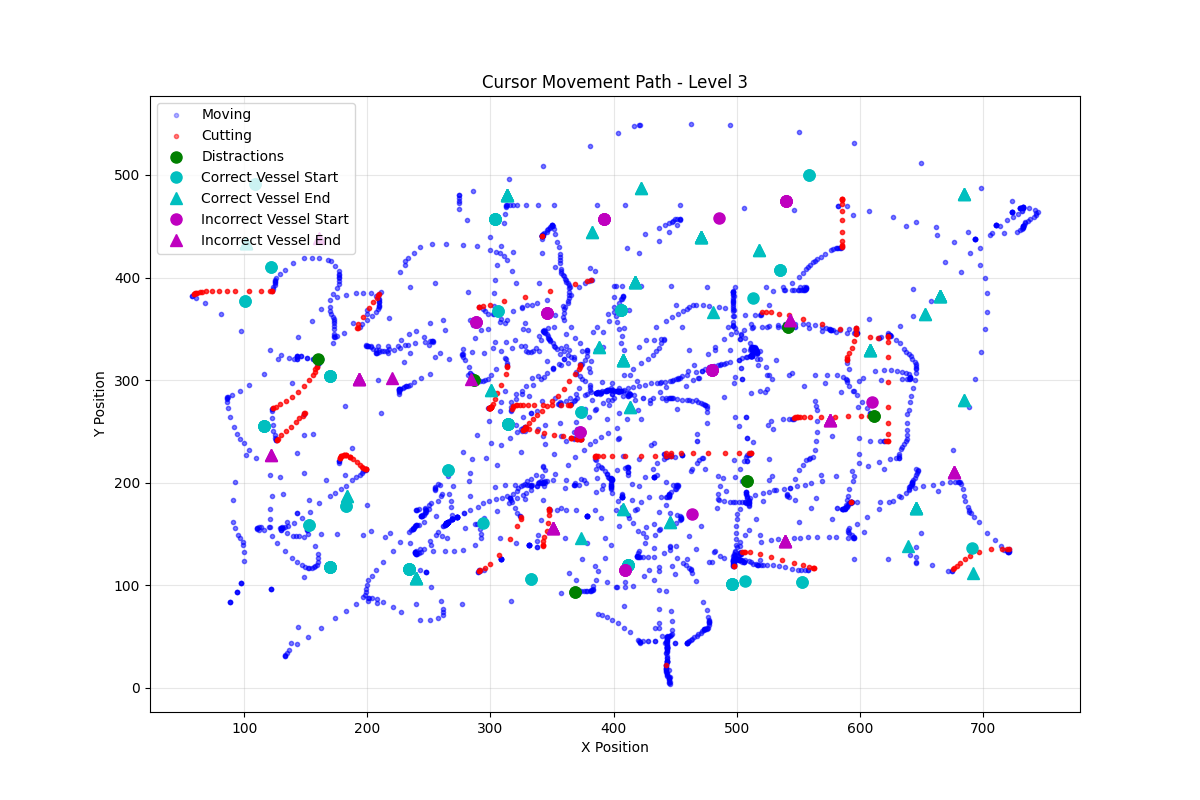 Cursor Movement Path - Level 3
Moving
Cutting
Distractions
Correct Vessel Start
Correct Vessel End
Incorrect Vessel Start
Incorrect Vessel End
500
400
300
200
100
0
Y Position
100 200 300 400 500 600 700
X Position